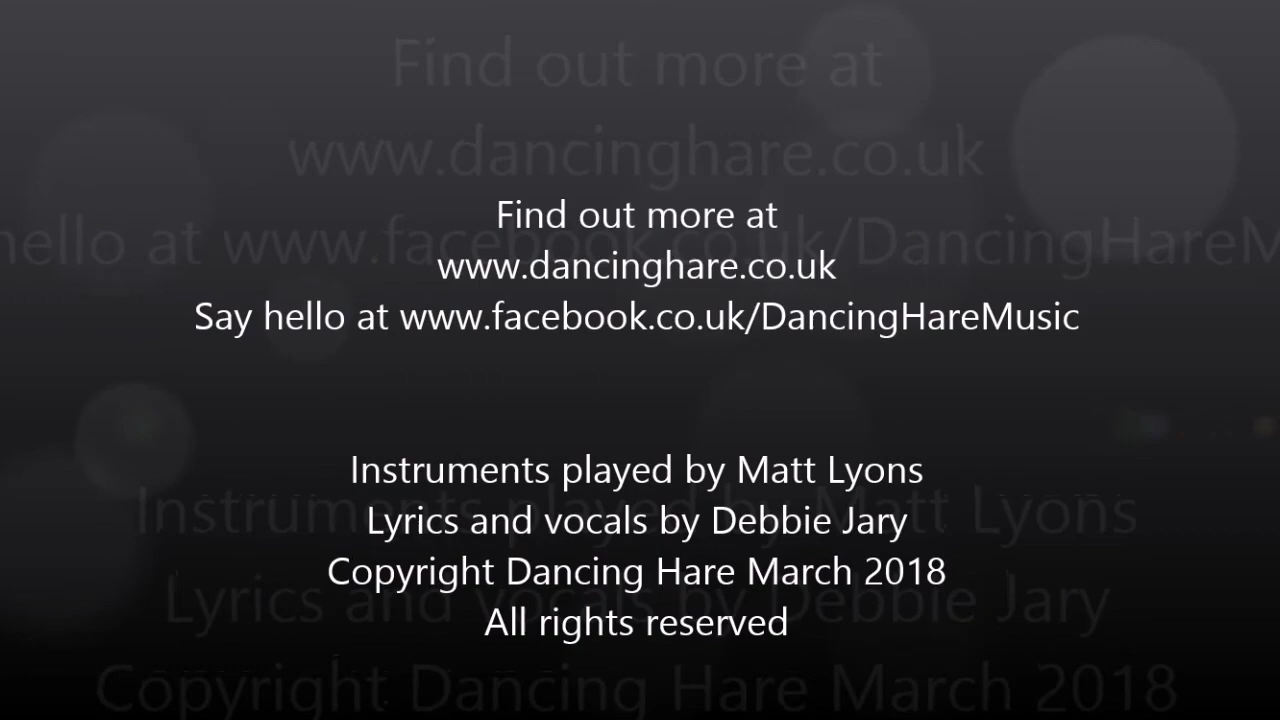 Find out more at
www.dancinghare.co.uk
Say hello at www.facebook.co.uk/DancingHareMusic
Instruments played by Matt Lyons
Lyrics and vocals by Debbie Jary
Copyright Dancing Hare March 2018
All rights reserved